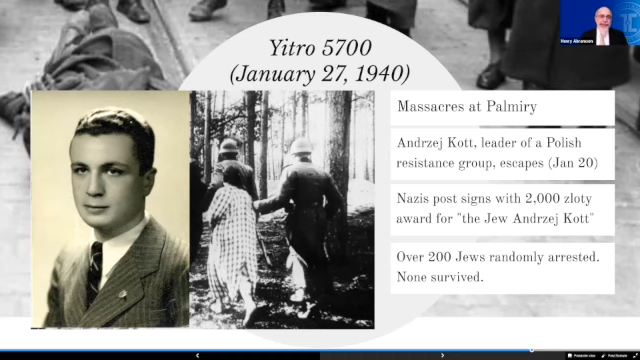 Henry Abramson
Yitro 5700
(January 27, 1940)
Massacres at Palmiry
Andrzej Kott, leader of a Polish
resistance group, escapes (Jan 20)
Nazis post signs with 2,000 zloty
award for "the Jew Andrzej Kott"
Over 200 Jews randomly arrested.
None survived.